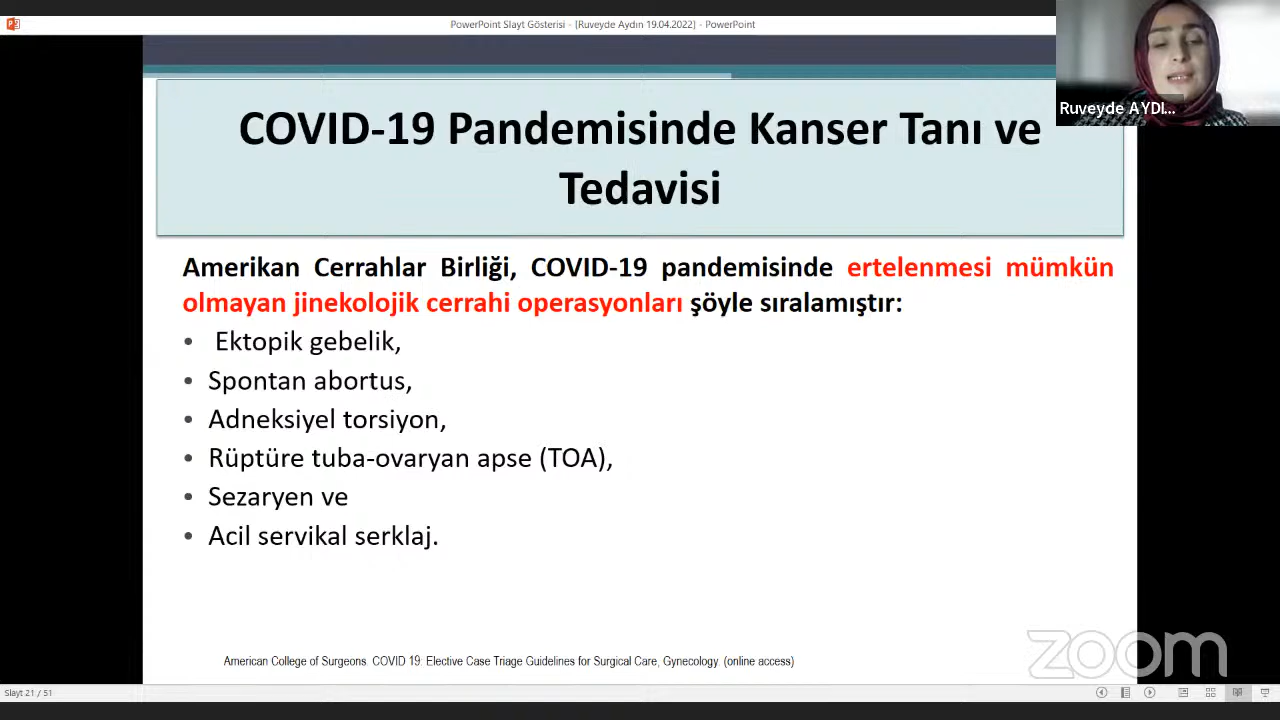 PowerPoint Slayt Gösterisi - [Ruveyde Aydın 19.04.2022] - PowerPoint
Ruveyde AYDI...
COVID-19 Pandemisinde Kanser Tanı ve
Tedavisi
Amerikan Cerrahlar Birliği, COVID-19 pandemisinde ertelenmesi mümkün
olmayan jinekolojik cerrahi operasyonları şöyle sıralamıştır:
• Ektopik gebelik,
• Spontan abortus,
• Adneksiyel torsiyon,
• Rüptüre tuba-ovaryan apse (TOA),
• Sezaryen ve
• Acil servikal serklaj.
American College of Surgeons COVID 19: Elective Case Triage Guidelines for Surgical Care, Gynecology (online access)
zoom
Slayt 21 / 51